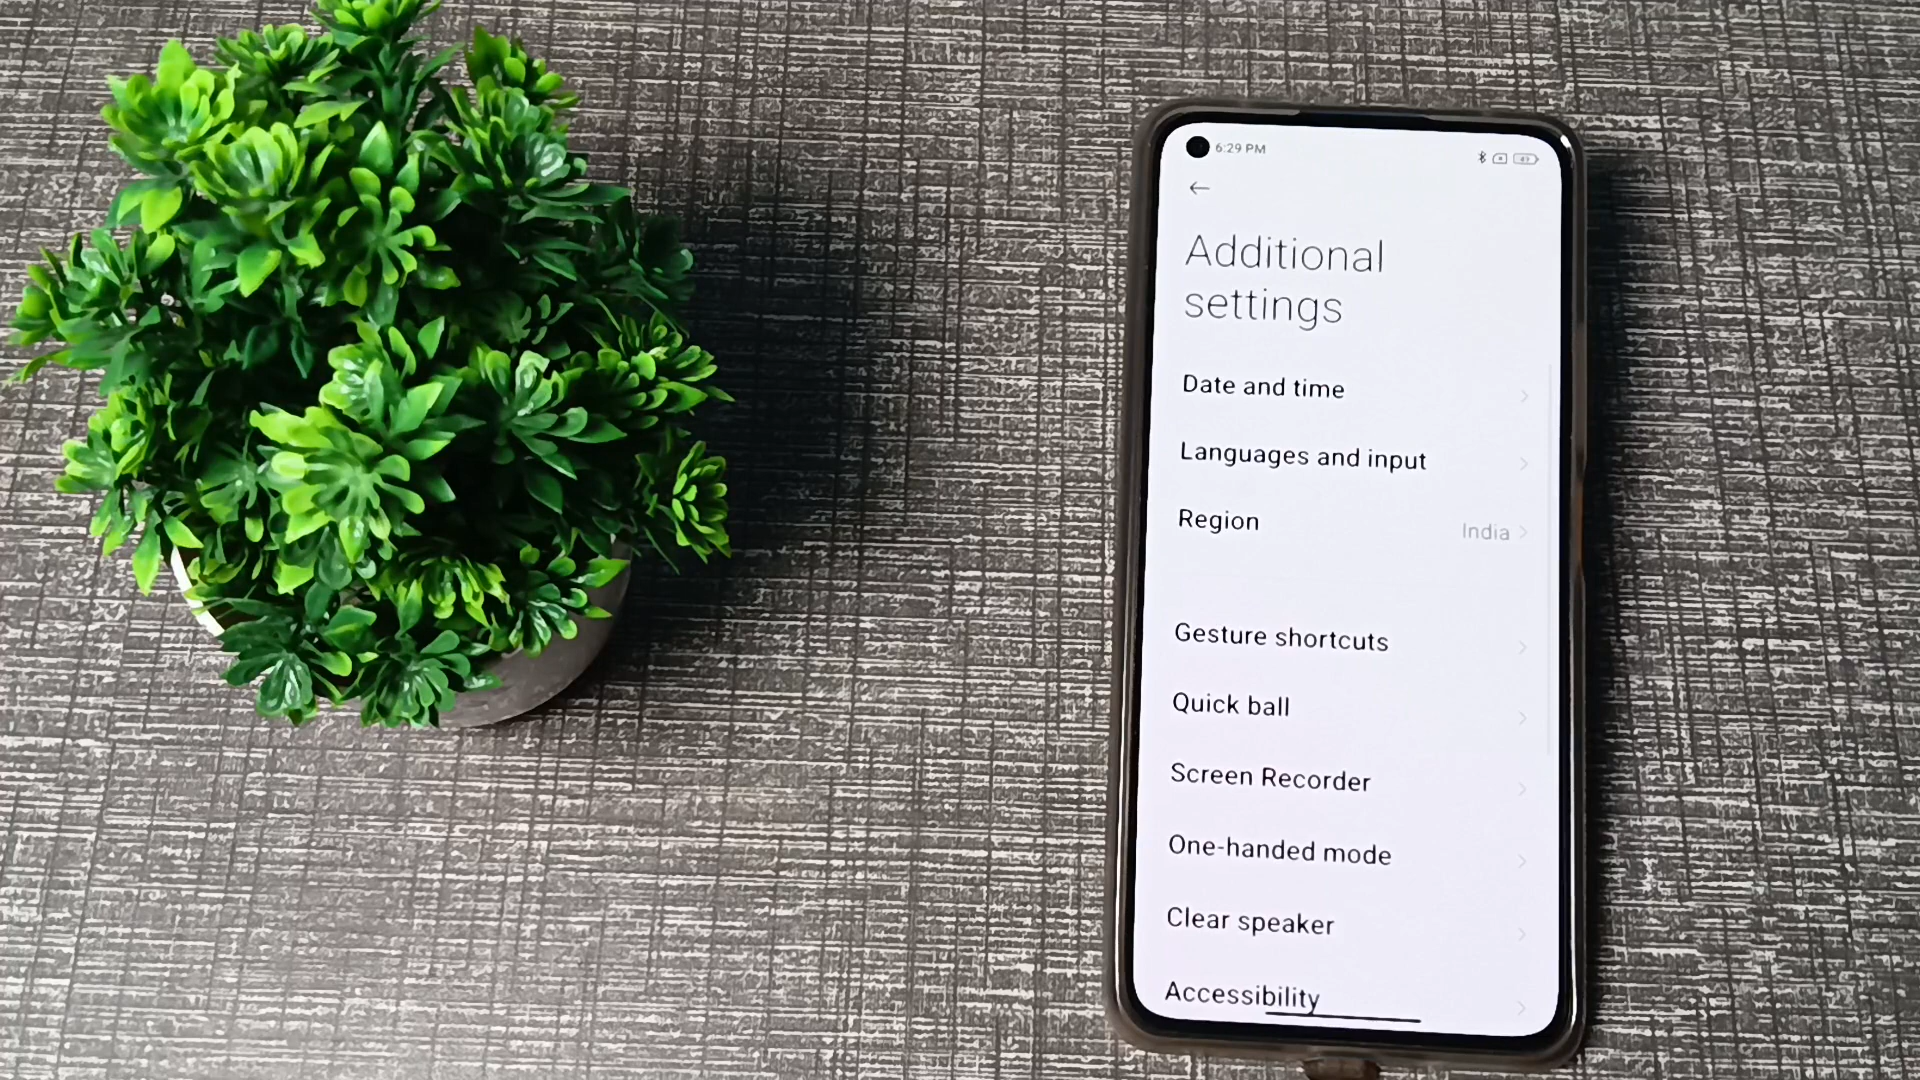 6:29 PM
Additional
settings
Date and time
Languages and input
Region
India
Gesture shortcuts
Quick ball
Screen Recorder
One-handed mode
Clear speaker
Accessibility